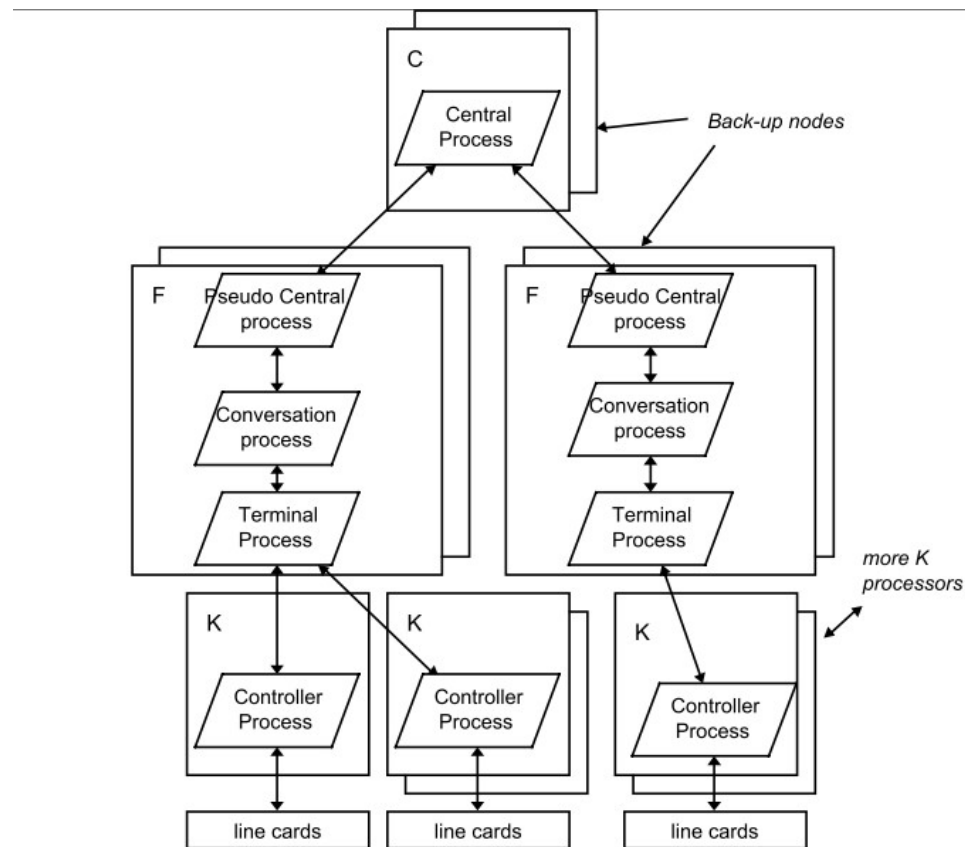 C
Central
Process
Back-up nodes
F
Pseudo Central
process
Conversation
process
Terminal
Process
F
Pseudo Central
process
Conversation
process
Terminal
Process
more K
processors
K
Controller
Process
line cards
K
Controller
Process
line cards
K
Controller
Process
line cards